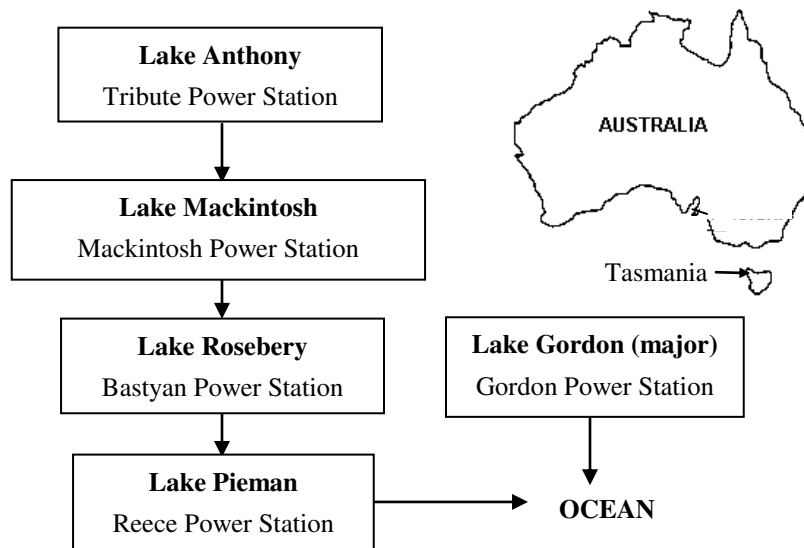 Lake Anthony
Tribute Power Station
AUSTRALIA
Lake Mackintosh
Mackintosh Power Station
Tasmania
Lake Rosebery
Bastyan Power Station
Lake Gordon (major)
Gordon Power Station
Lake Pieman
Reece Power Station
OCEAN